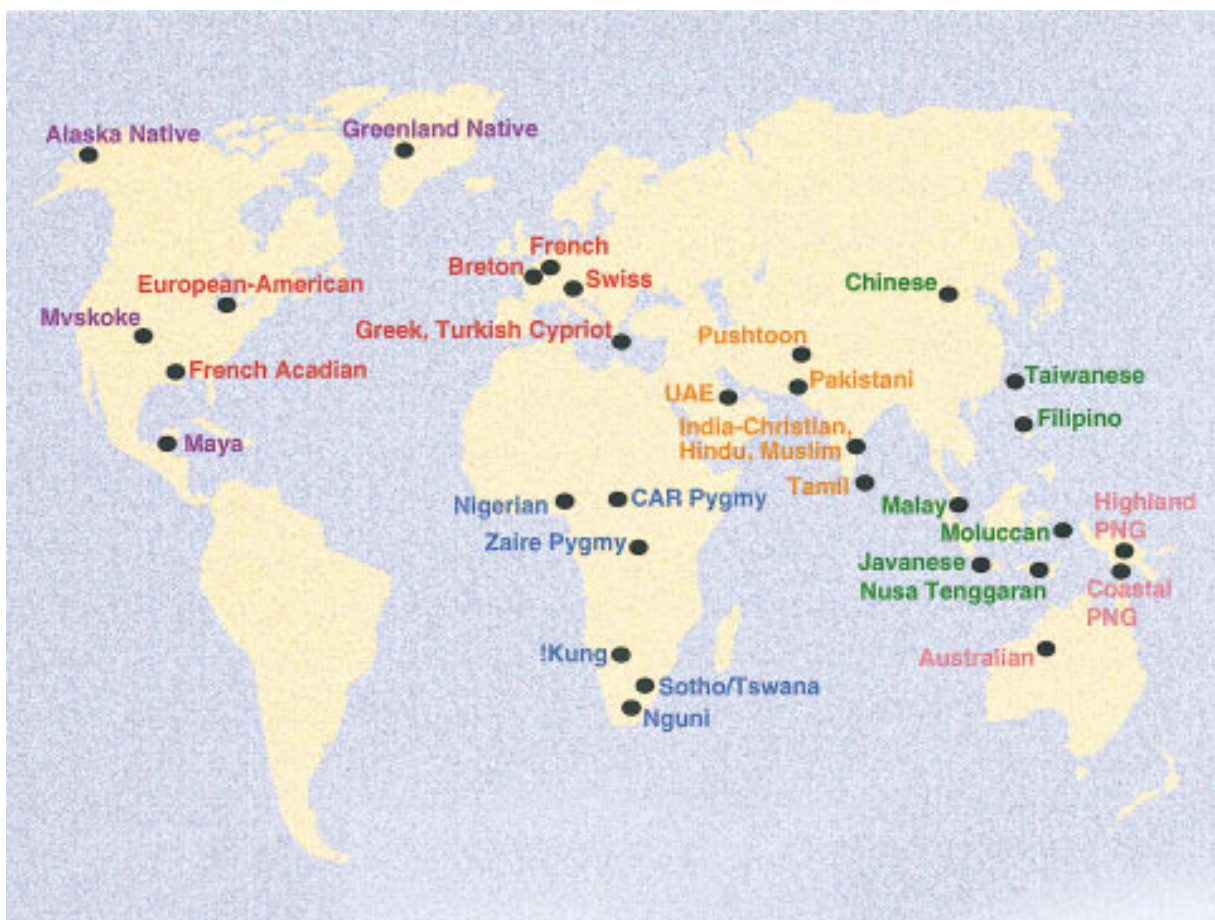 Alaska Native
Greenland Native
French
Breton
Swiss
European-American
Chinese
Mvskoke
Greek, Turkish Cypriot
Pushtoon
French Acadian
Pakistani
Taiwanese
UAE
Filipino
India-Christian,
Hindu, Muslim
Maya
Tamil
Nigerian
CAR Pygmy
Malay
Highland
PNG
Moluccan
Zaire Pygmy
Javanese
Nusa Tenggaran
Coastal
PNG
!Kung
Australian
Sotho/Tswana
Nguni